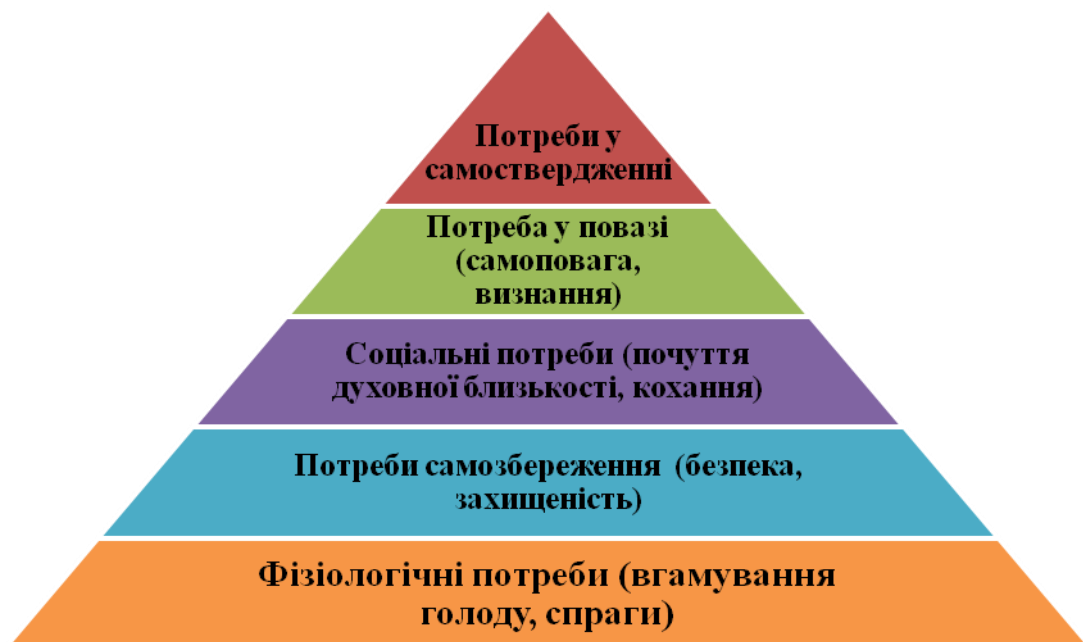 Потреби у
самоствердженні
Потреба у повазі
(самоповага,
визнання)
Соціальні потреби (почуття
духовної близькості, кохання)
Потреби самозбереження (безпека,
захищеність)
Фізіологічні потреби (вгамування
голоду, спраги)